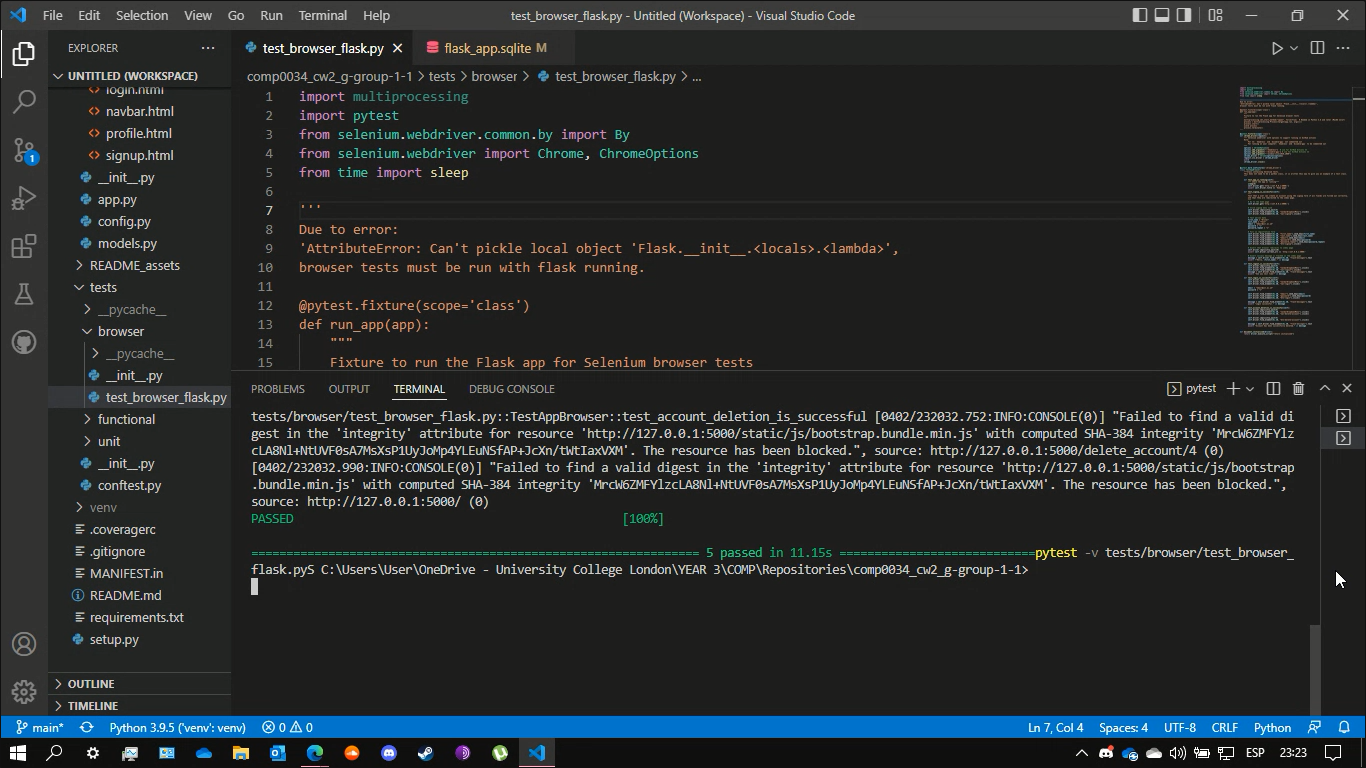 File Edit Selection View Go Run Terminal Help test_browser_flask.py - Untitled (Workspace) - Visual Studio Code
EXPLORER
UNTITLED (WORKSPACE)
login.html
navbar.html
profile.html
signup.html
__init__.py
app.py
config.py
models.py
README_assets
tests
__pycache__
browser
__pycache__
__init__.py
test_browser_flask.py
functional
unit
__init__.py
conftest.py
venv
.coveragerc
.gitignore
MANIFEST.in
README.md
requirements.txt
setup.py
OUTLINE
TIMELINE
1
test_browser_flask.py flask_app.sqlite M
comp0034_cw2_g-group-1-1 > tests > browser > test_browser_flask.py > ...
1 import multiprocessing
2 import pytest
3 from selenium.webdriver.common.by import By
4 from selenium.webdriver import Chrome, ChromeOptions
5 from time import sleep
6
7 '''
8 Due to error:
9 'AttributeError: Can't pickle local object 'Flask.__init__.<locals>.<lambda>',
10 browser tests must be run with flask running.
11
12 @pytest.fixture(scope='class')
13 def run_app(app):
14 """
15 Fixture to run the Flask app for Selenium browser tests
PROBLEMS OUTPUT TERMINAL DEBUG CONSOLE pytest
tests/browser/test_browser_flask.py::TestAppBrowser::test_account_deletion_is_successful [0402/232032.752:INFO:CONSOLE(0)] "Failed to find a valid di
gest in the 'integrity' attribute for resource 'http://127.0.0.1:5000/static/js/bootstrap.bundle.min.js' with computed SHA-384 integrity 'MrcW6ZMFYlz
cLA8Nl+NtUVF0sA7MsXsP1UyJoMp4YLEuNSfAP+JcXn/tWtIaxVXM'. The resource has been blocked.", source: http://127.0.0.1:5000/delete_account/4 (0)
[0402/232032.990:INFO:CONSOLE(0)] "Failed to find a valid digest in the 'integrity' attribute for resource 'http://127.0.0.1:5000/static/js/bootstrap
.bundle.min.js' with computed SHA-384 integrity 'MrcW6ZMFYlzcLA8Nl+NtUVF0sA7MsXsP1UyJoMp4YLEuNSfAP+JcXn/tWtIaxVXM'. The resource has been blocked.",
source: http://127.0.0.1:5000/ (0)
PASSED [100%]
================================================================ 5 passed in 11.15s ============================pytest -v tests/browser/test_browser_
flask.pyS C:\Users\User\OneDrive - University College London\YEAR 3\COMP\Repositories\comp0034_cw2_g-group-1-1>
main* Python 3.9.5 ('venv': venv) 0 0 Ln 7, Col 4 Spaces: 4 UTF-8 CRLF Python
ESP 23:23